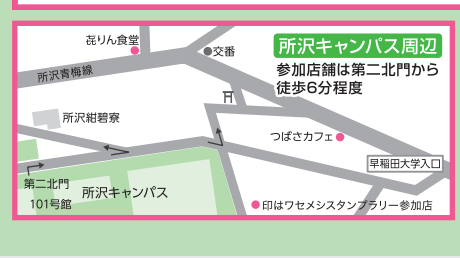 㐂りん食堂
交番
所沢キャンパス周辺
参加店舗は第二北門から
徒歩6分程度
所沢青梅線
所沢紺碧寮
つばさカフェ
早稲田大学入口
第二北門
101号館
所沢キャンパス
●印はワセメシスタンプラリー参加店